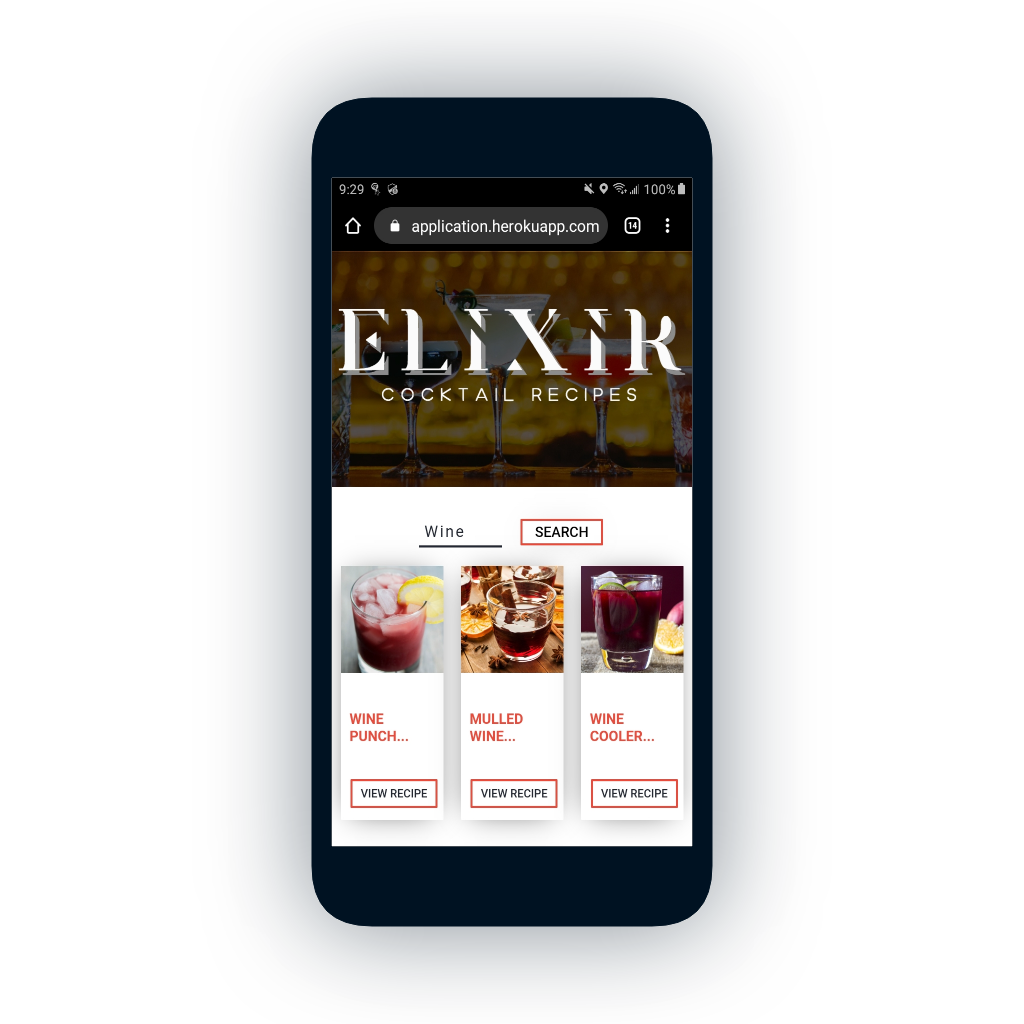 9:29 100%
application.herokuapp.com 14
ELIXIR
COCKTAIL RECIPES
Wine SEARCH
WINE
PUNCH...
MULLED
WINE...
WINE
COOLER...
VIEW RECIPE VIEW RECIPE VIEW RECIPE